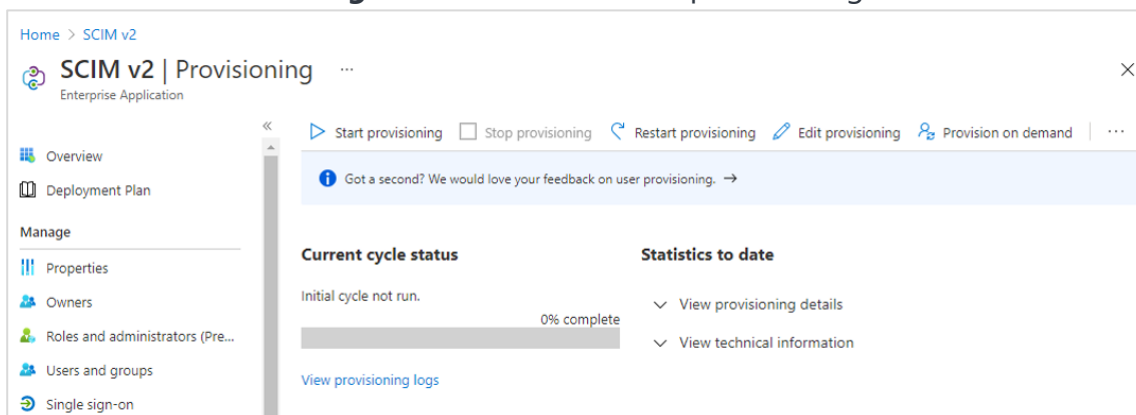 Home > SCIM v2
SCIM v2 | Provisioning ...
Enterprise Application
Start provisioning Stop provisioning Restart provisioning Edit provisioning Provision on demand ...
Overview
Deployment Plan
Manage
Properties
Owners
Roles and administrators (Pre...
Users and groups
Single sign-on
Got a second? We would love your feedback on user provisioning. →
Current cycle status
Initial cycle not run.
0% complete
View provisioning logs
Statistics to date
View provisioning details
View technical information